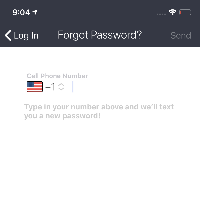 9:04
Log In Forgot Password? Send
Cell Phone Number
+1
Type in your number above and we'll text
you a new password!